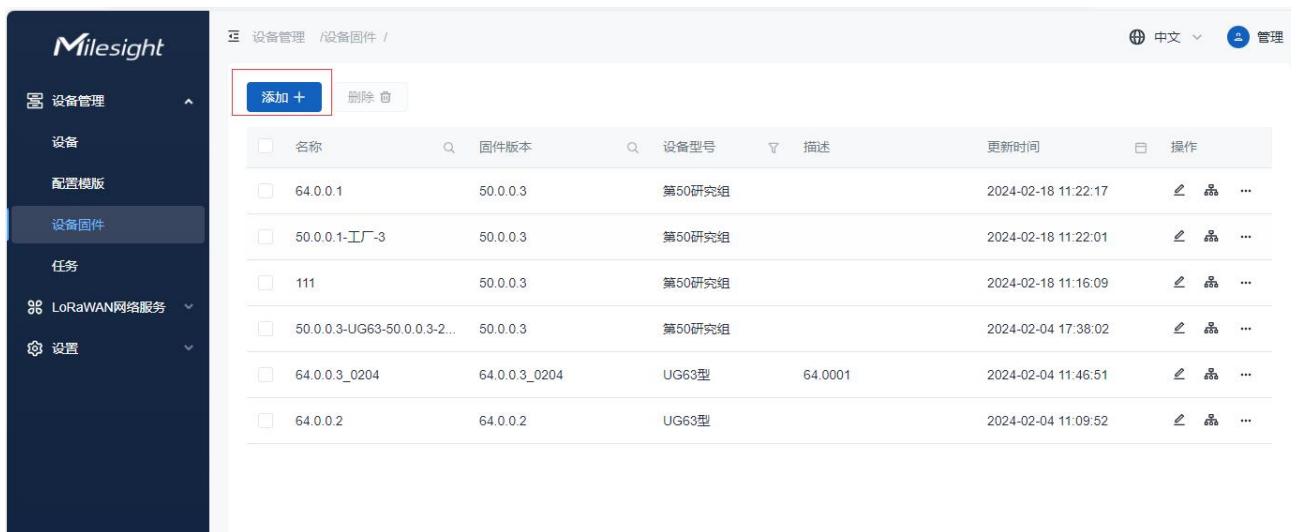 Milesight
设备管理 /设备固件 /
中文
管理
设备管理
设备
配置模版
设备固件
任务
LoRaWAN网络服务
设置
添加
删除
名称 固件版本 设备型号 描述 更新时间 操作
64.0.0.1 50.0.0.3 第50研究组 2024-02-18 11:22:17
50.0.0.1-工厂-3 50.0.0.3 第50研究组 2024-02-18 11:22:01
111 50.0.0.3 第50研究组 2024-02-18 11:16:09
50.0.0.3-UG63-50.0.0.3-2... 50.0.0.3 第50研究组 2024-02-04 17:38:02
64.0.0.3_0204 64.0.0.3_0204 UG63型 64.0001 2024-02-04 11:46:51
64.0.0.2 64.0.0.2 UG63型 2024-02-04 11:09:52